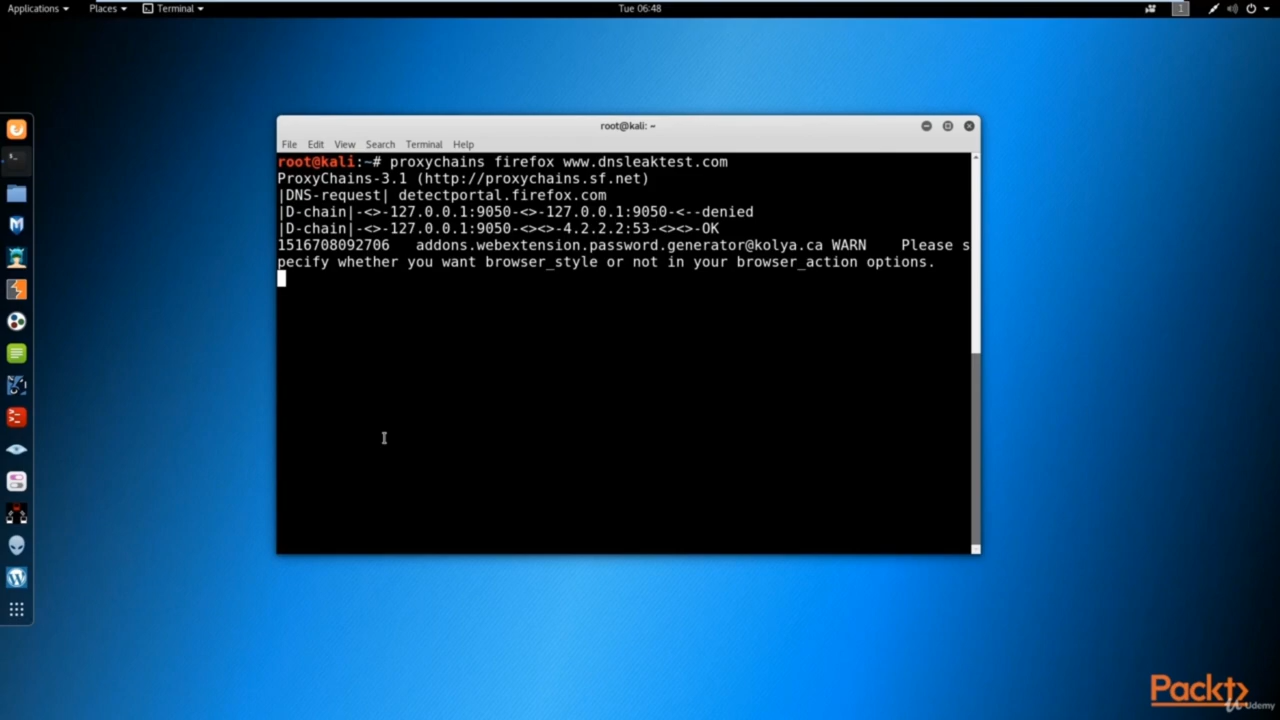 Applications Places Terminal Tue 06:48 1
root@kali: ~
File Edit View Search Terminal Help
root@kali:~# proxychains firefox www.dnsleaktest.com
ProxyChains-3.1 (http://proxychains.sf.net)
|DNS-request| detectportal.firefox.com
|D-chain|-<>-127.0.0.1:9050-<>-127.0.0.1:9050-<--denied
|D-chain|-<>-127.0.0.1:9050-<><>-4.2.2.2:53-<><>-OK
1516708092706 addons.webextension.password.generator@kolya.ca WARN Please s
pecify whether you want browser_style or not in your browser_action options.
Packt
Udemy